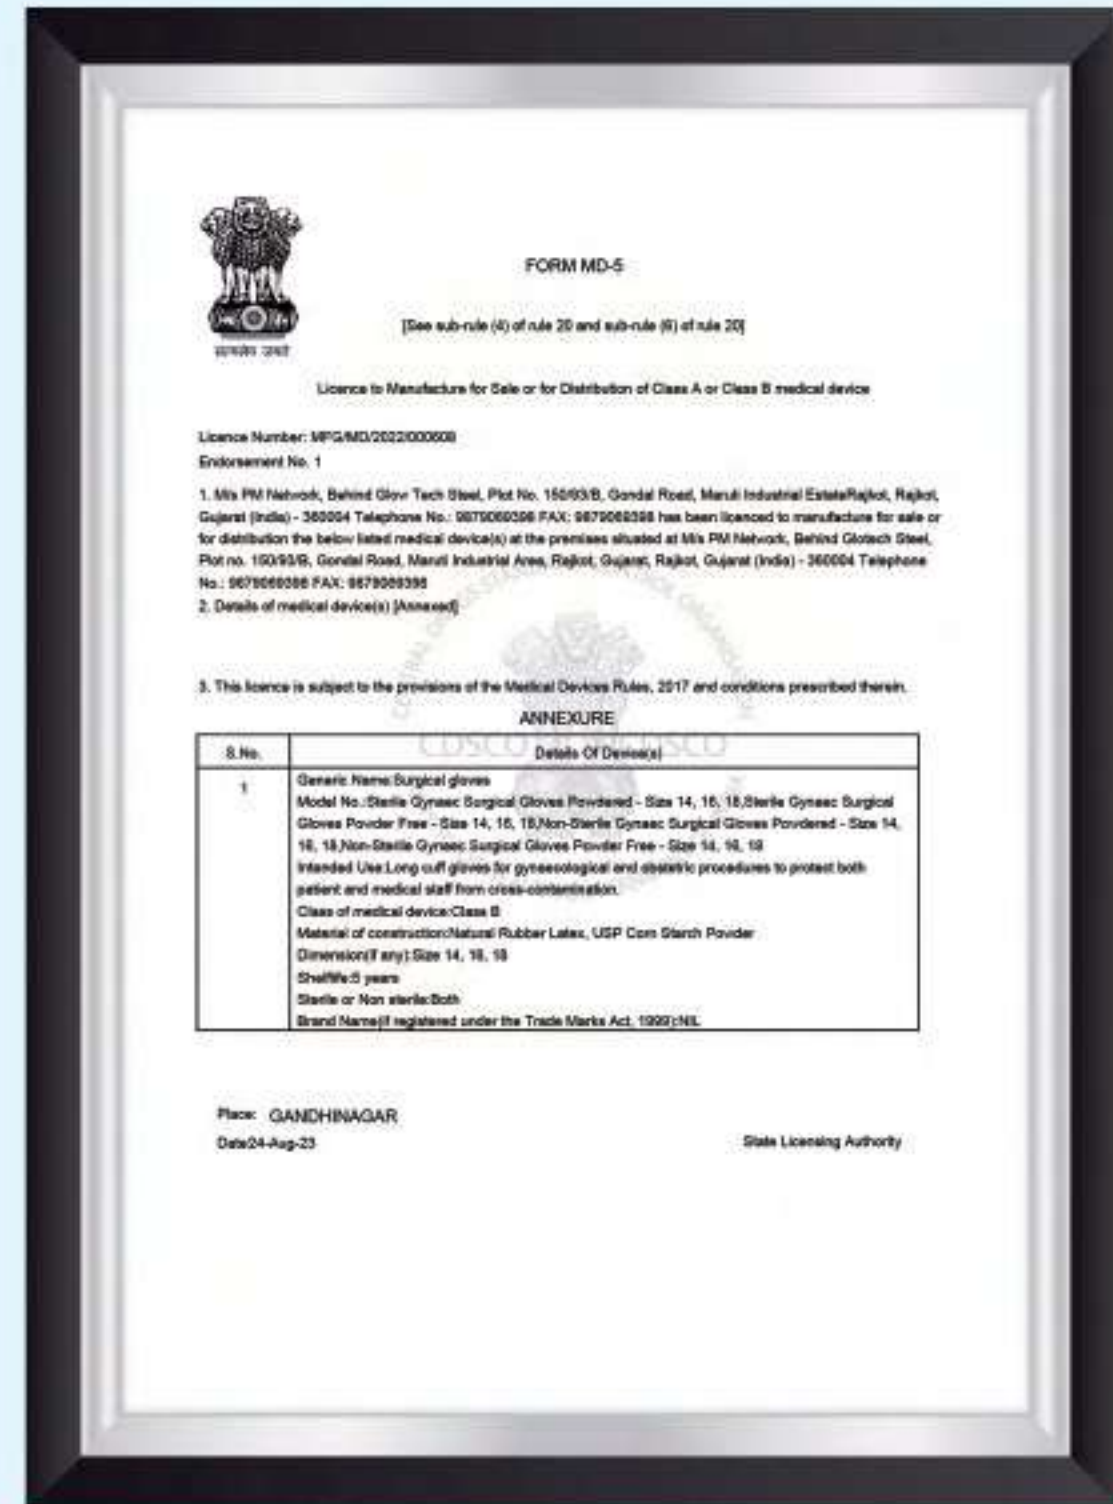 सत्यमेव जयते
FORM MD-5
[See sub-rule (4) of rule 20 and sub-rule (6) of rule 20]
Licence to Manufacture for Sale or for Distribution of Class A or Class B medical device
Licence Number: MFG/MD/2022/000608
Endorsement No. 1
1. M/s PM Network, Behind Glow Tech Steel, Plot No. 150/93/B, Gondal Road, Maruti Industrial EstateRajkot, Rajkot,
Gujarat (India) - 360004 Telephone No.: 9879069398 FAX: 9879069398 has been licenced to manufacture for sale or
for distribution the below listed medical device(s) at the premises situated at M/s PM Network, Behind Glotech Steel,
Plot no. 150/93/B, Gondal Road, Maruti Industrial Area, Rajkot, Gujarat, Rajkot, Gujarat (India) - 360004 Telephone
No.: 9879069398 FAX: 9879069398
2. Details of medical device(s) [Annexed]
3. This licence is subject to the provisions of the Medical Devices Rules, 2017 and conditions prescribed therein.
ANNEXURE
S.No. Details Of Device(s)
1 Generic Name:Surgical gloves
Model No.:Sterile Gynaec Surgical Gloves Powdered - Size 14, 16, 18,Sterile Gynaec Surgical
Gloves Powder Free - Size 14, 16, 18,Non-Sterile Gynaec Surgical Gloves Powdered - Size 14,
16, 18,Non-Sterile Gynaec Surgical Gloves Powder Free - Size 14, 16, 18
Intended Use:Long cuff gloves for gynaecological and obstetric procedures to protect both
patient and medical staff from cross-contamination.
Class of medical device:Class B
Material of construction:Natural Rubber Latex, USP Corn Starch Powder
Dimension(if any):Size 14, 16, 18
Shelflife:5 years
Sterile or Non sterile:Both
Brand Name(if registered under the Trade Marks Act, 1999):NIL
Place: GANDHINAGAR
Date:24-Aug-23
State Licensing Authority